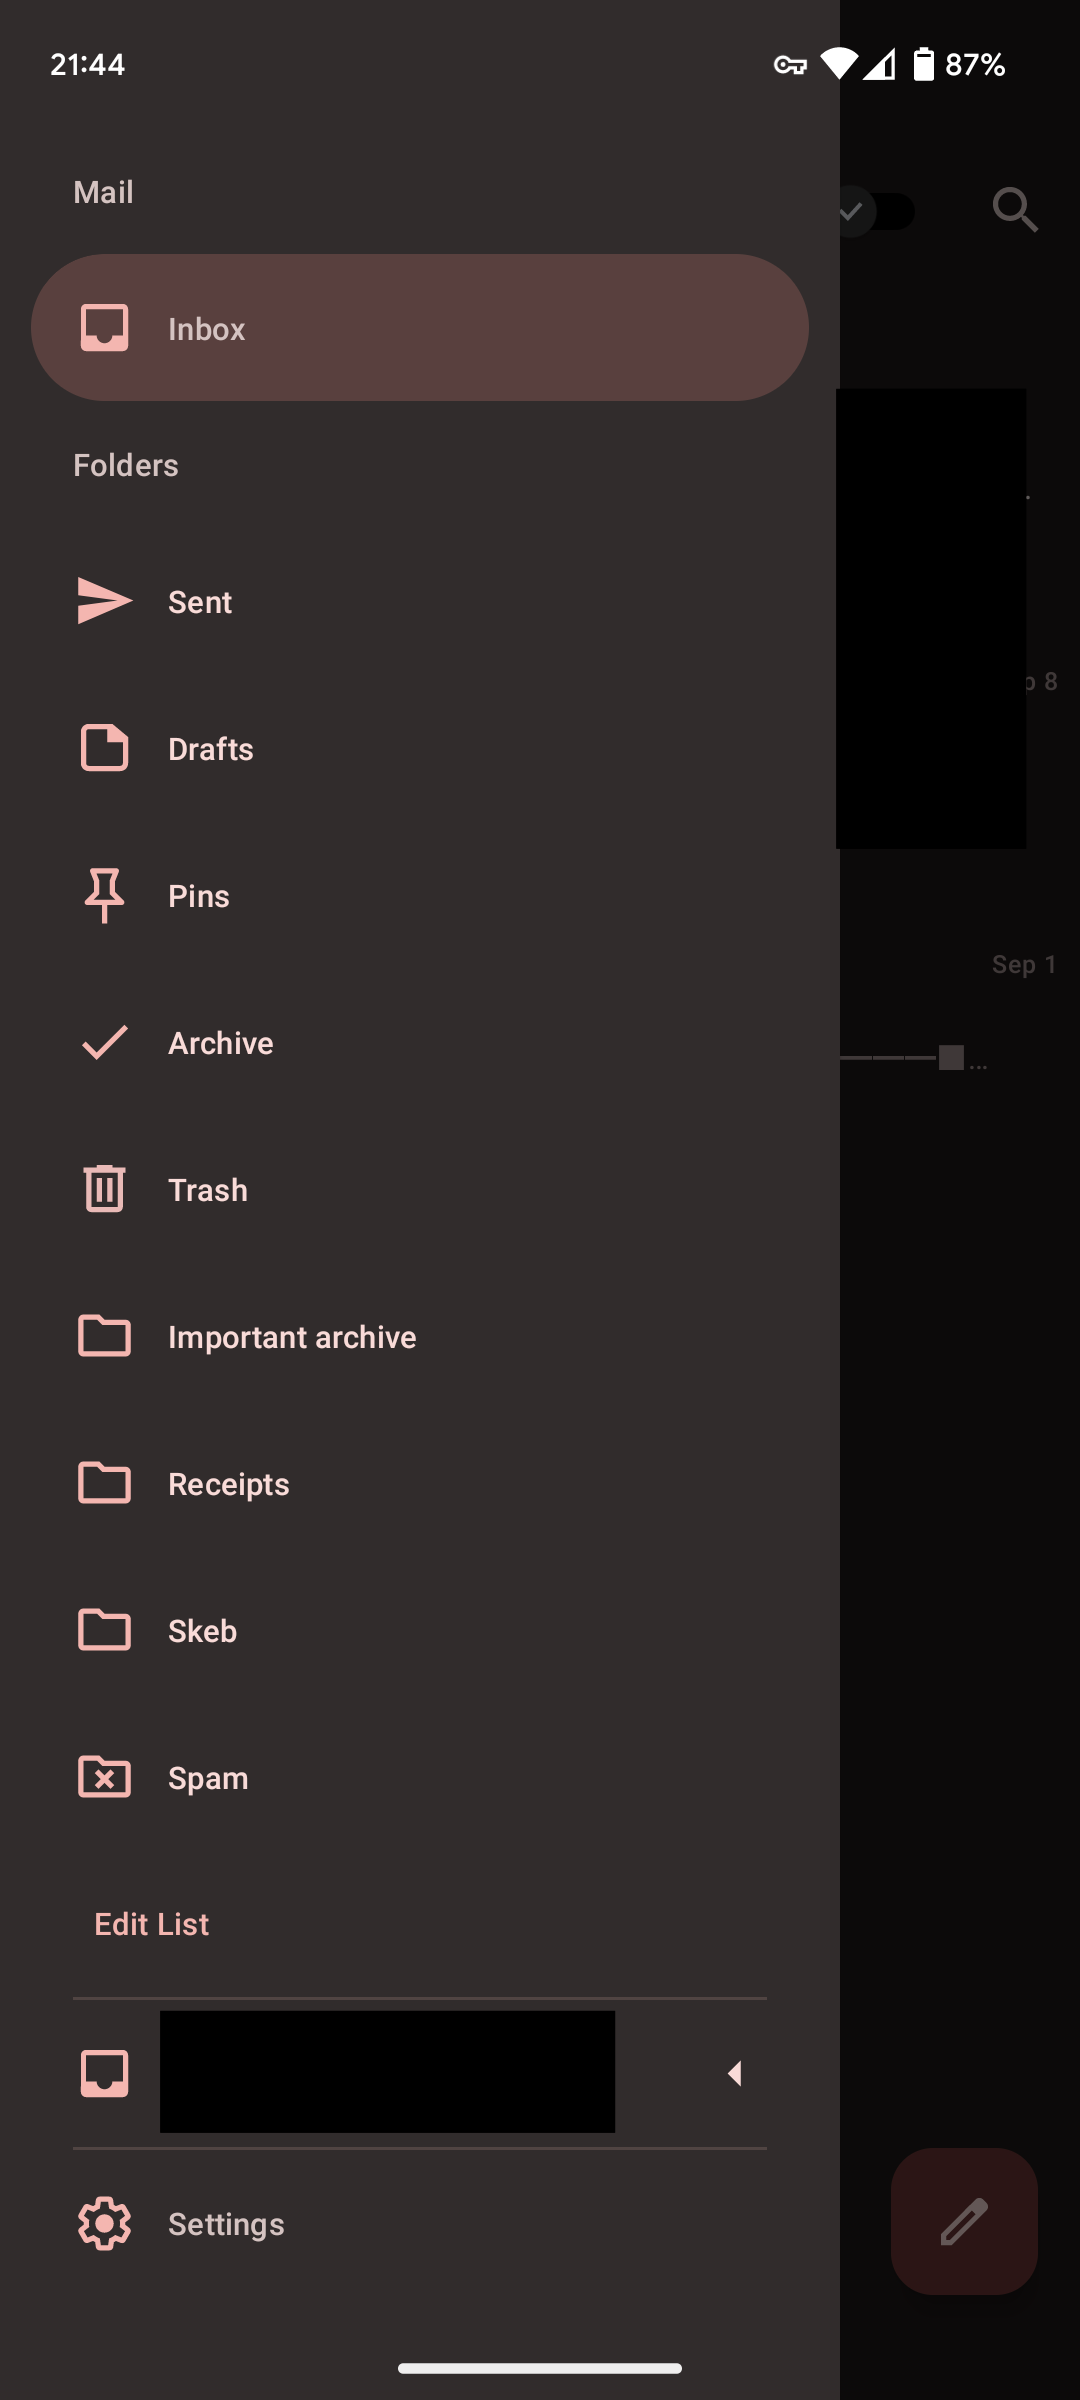 21:44
87%
Mail
Inbox
Folders
Sent
Drafts
Pins
Archive
Trash
Important archive
Receipts
Skeb
Spam
Edit List
Settings
8
Sep 1